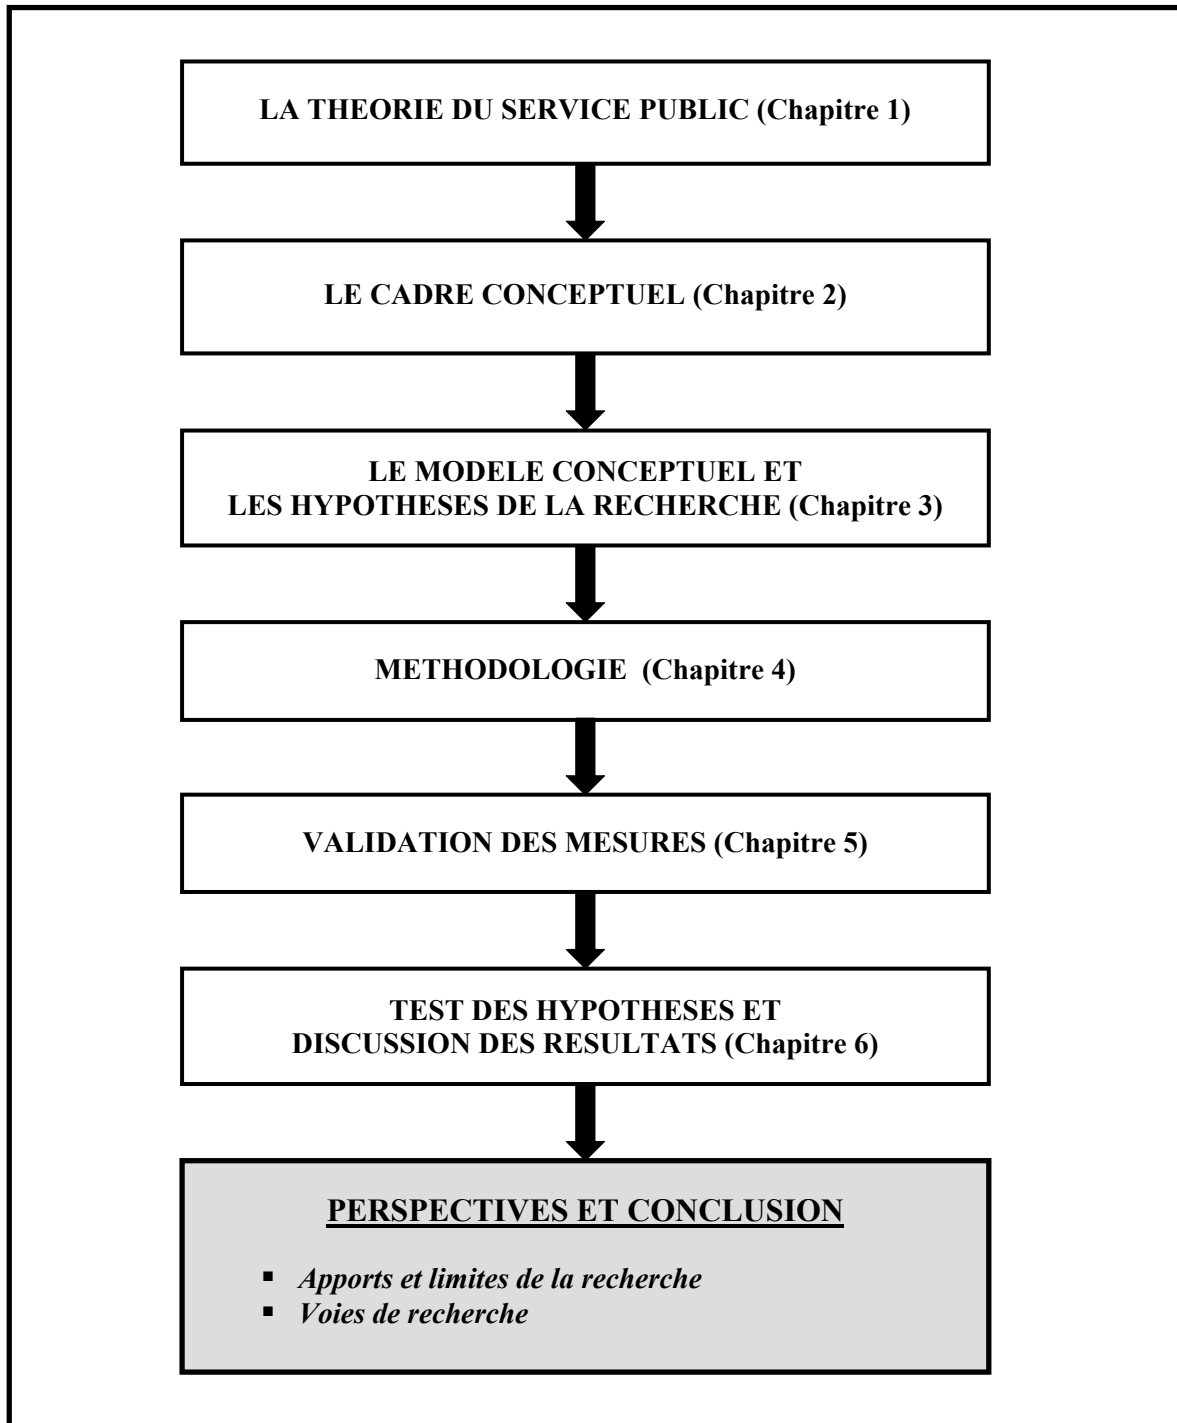 LA THEORIE DU SERVICE PUBLIC (Chapitre 1)
LE CADRE CONCEPTUEL (Chapitre 2)
LE MODELE CONCEPTUEL ET
LES HYPOTHESES DE LA RECHERCHE (Chapitre 3)
METHODOLOGIE (Chapitre 4)
VALIDATION DES MESURES (Chapitre 5)
TEST DES HYPOTHESES ET
DISCUSSION DES RESULTATS (Chapitre 6)
PERSPECTIVES ET CONCLUSION
▪ Apports et limites de la recherche
▪ Voies de recherche